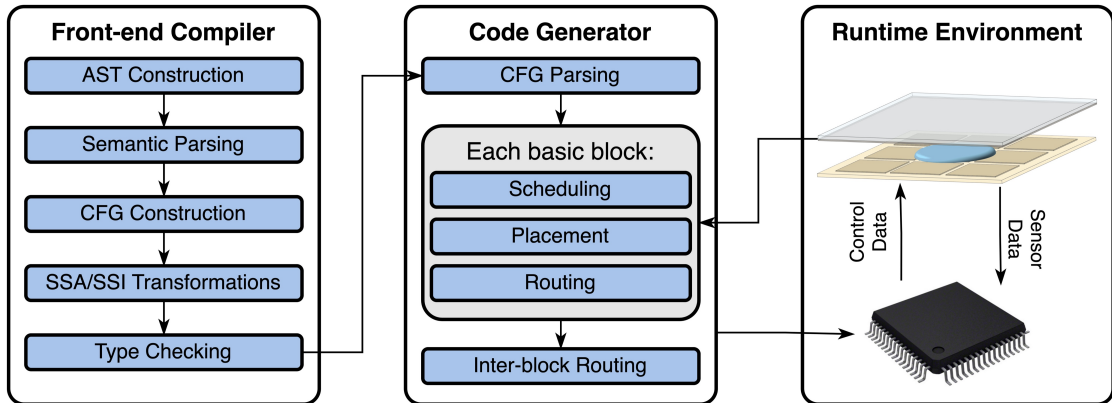 Front-end Compiler
AST Construction
Semantic Parsing
CFG Construction
SSA/SSI Transformations
Type Checking
Code Generator
CFG Parsing
Each basic block:
Scheduling
Placement
Routing
Inter-block Routing
Runtime Environment
Control
Data
Sensor
Data